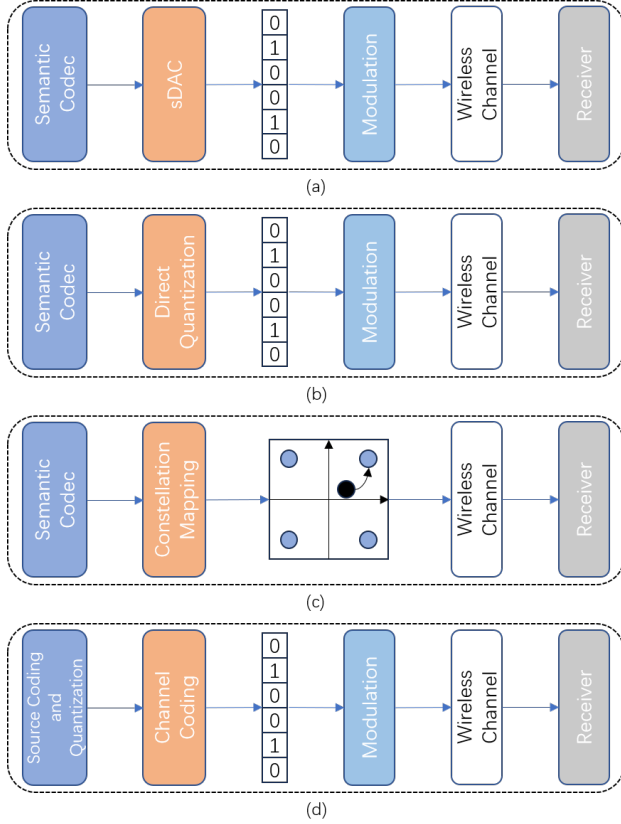 Semantic
Codec
sDAC
0
1
0
0
1
0
Modulation
Wireless
Channel
Receiver
(a)
Semantic
Codec
Direct
Quantization
0
1
0
0
1
0
Modulation
Wireless
Channel
Receiver
(b)
Semantic
Codec
Constellation
Mapping
Wireless
Channel
Receiver
(c)
Source Coding
and
Quantization
Channel
Coding
0
1
0
0
1
0
Modulation
Wireless
Channel
Receiver
(d)